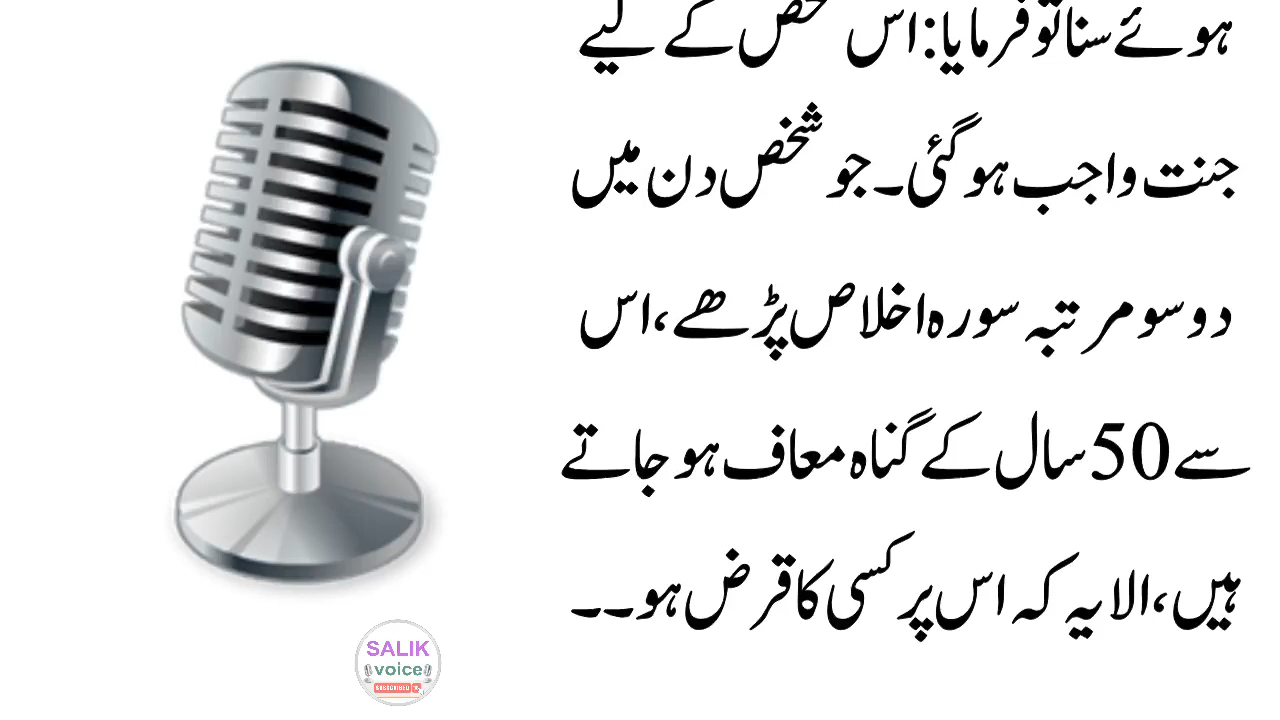 ہوئے سنا تو فرمایا: اس شخص کے لیے
جنت واجب ہوگئی۔ جو شخص دن میں
دو سو مرتبہ سورہ اخلاص پڑھے، اس
سے 50 سال کے گناہ معاف ہو جاتے
ہیں، الا یہ کہ اس پر کسی کا قرض ہو۔۔
SALIK
voice
SUBSCRIBED